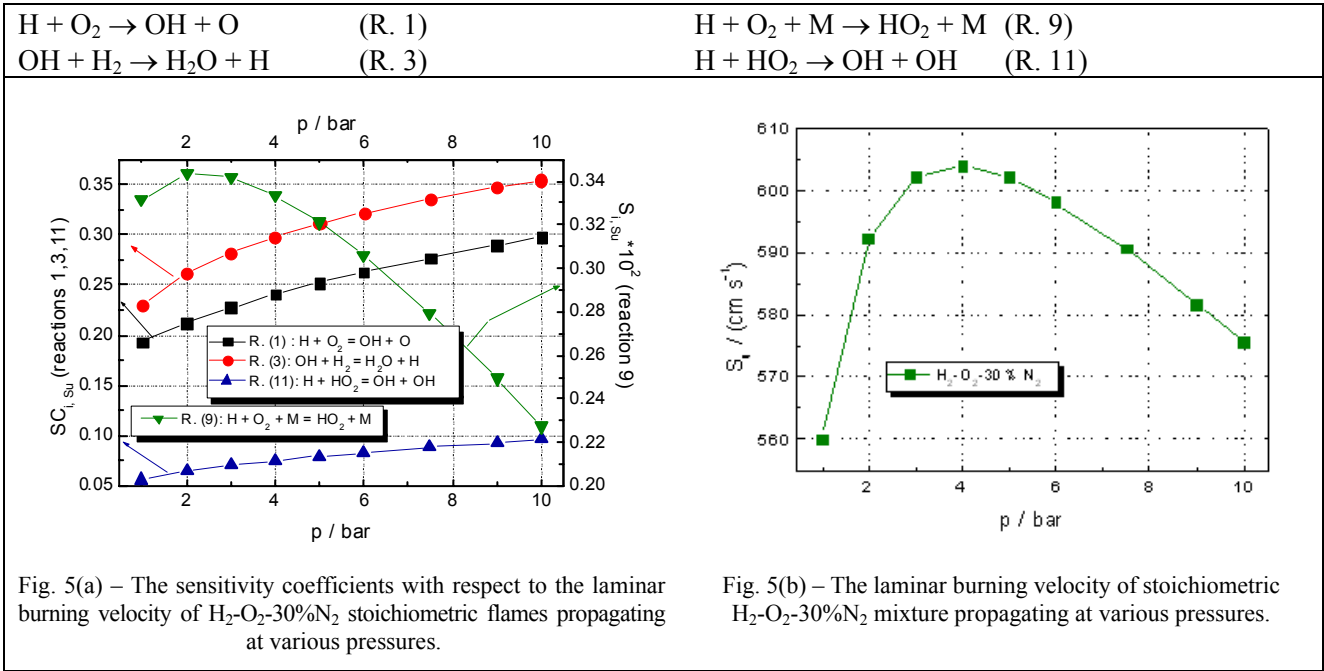 H + O₂ → OH + O (R. 1)
H + O₂ + M → HO₂ + M (R. 9)
OH + H₂ → H₂O + H (R. 3)
H + HO₂ → OH + OH (R. 11)
p / bar
2 4 6 8 10
0.35
0.30
0.25
0.20
0.15
0.10
0.05
SC i, Su (reactions 1,3,11)
0.34
0.32
0.30
0.28
0.26
0.24
0.22
0.20
S i,Su *10² (reaction 9)
R. (1) : H + O₂ = OH + O
R. (3): OH + H₂ = H₂O + H
R. (11): H + HO₂ = OH + OH
R. (9): H + O₂ + M = HO₂ + M
2 4 6 8 10
p / bar
610
600
590
580
570
560
/ (cm s⁻¹)
H₂-O₂-30 % N₂
2 4 6 8 10
p / bar
Fig. 5(a) – The sensitivity coefficients with respect to the laminar
burning velocity of H₂-O₂-30%N₂ stoichiometric flames propagating
at various pressures.
Fig. 5(b) – The laminar burning velocity of stoichiometric
H₂-O₂-30%N₂ mixture propagating at various pressures.